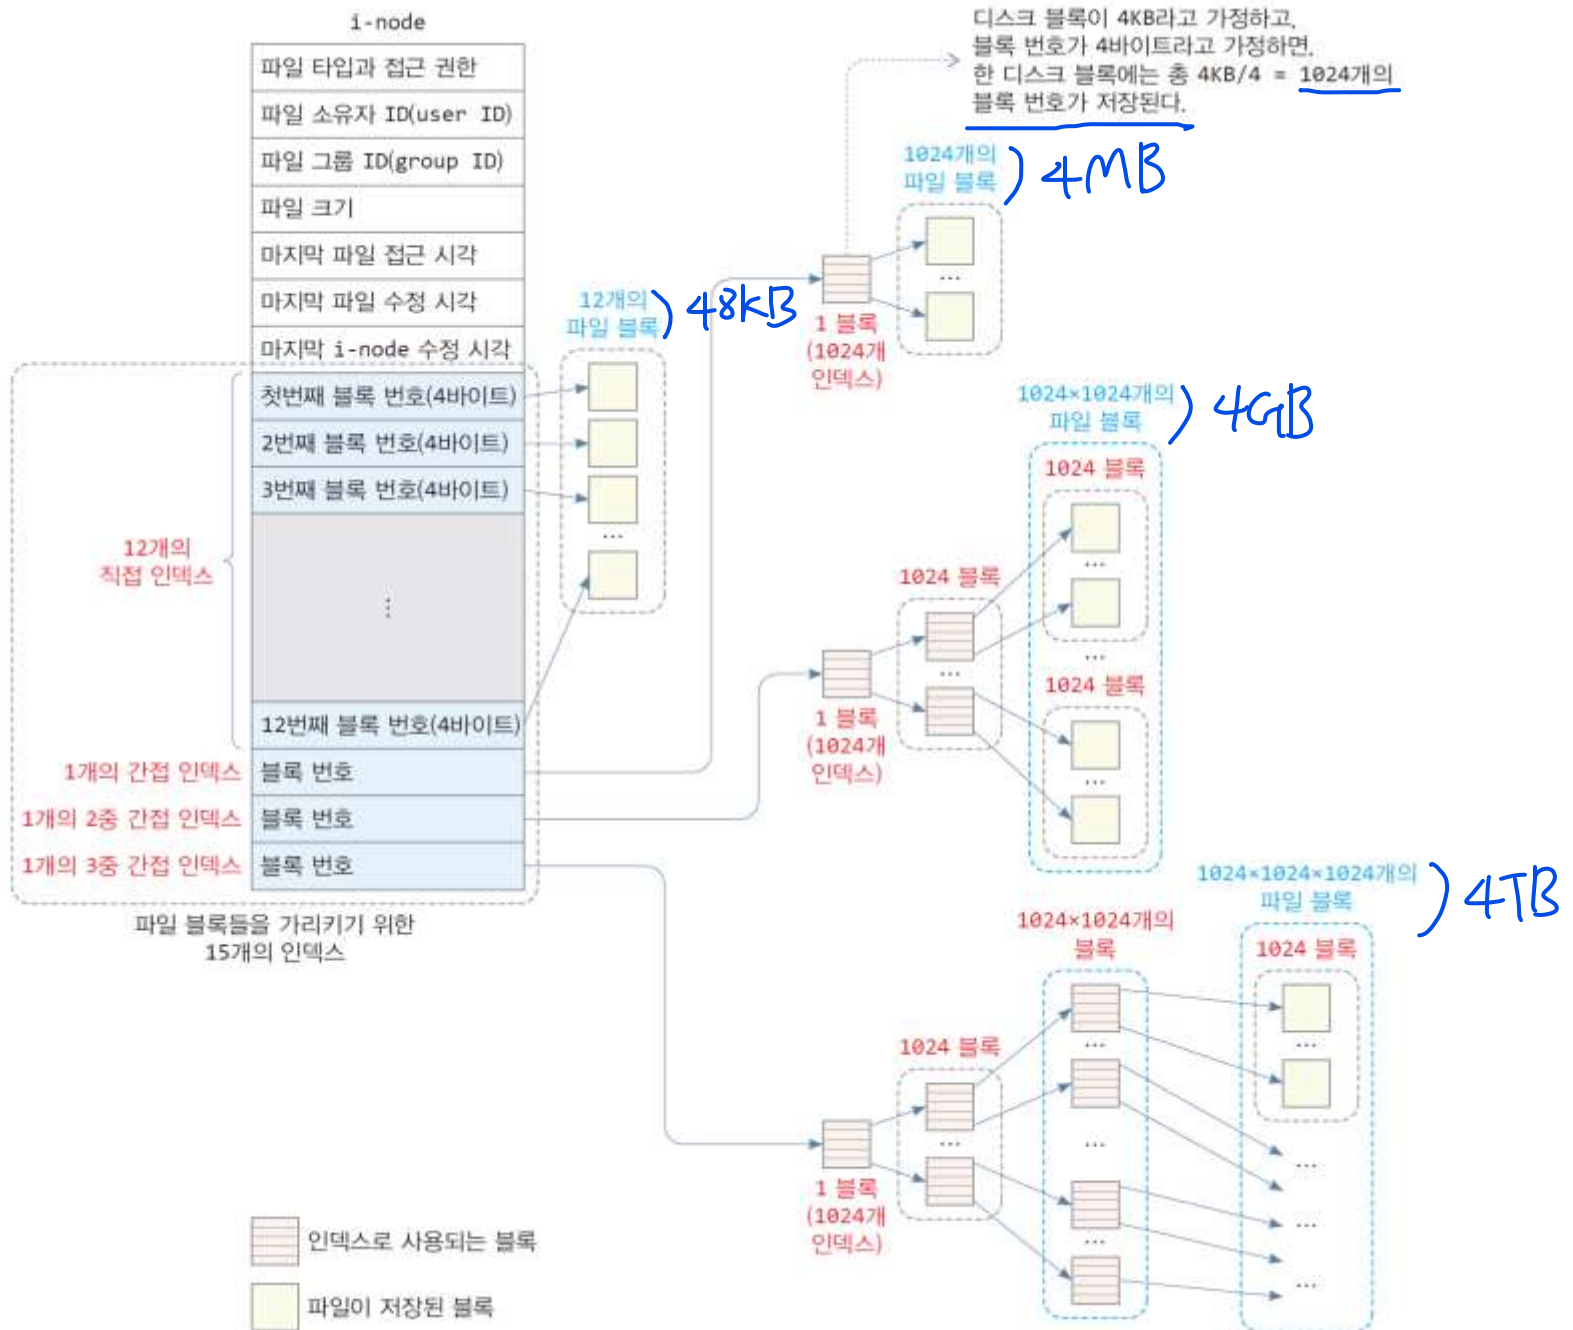 i-node
파일 타입과 접근 권한
파일 소유자 ID(user ID)
파일 그룹 ID(group ID)
파일 크기
마지막 파일 접근 시각
마지막 파일 수정 시각
마지막 i-node 수정 시각
첫번째 블록 번호(4바이트)
2번째 블록 번호(4바이트)
3번째 블록 번호(4바이트)
⋮
12번째 블록 번호(4바이트)
블록 번호
블록 번호
블록 번호
12개의
직접 인덱스
1개의 간접 인덱스
1개의 2중 간접 인덱스
1개의 3중 간접 인덱스
파일 블록들을 가리키기 위한
15개의 인덱스
12개의
파일 블록
) 48KB
...
디스크 블록이 4KB라고 가정하고,
블록 번호가 4바이트라고 가정하면,
한 디스크 블록에는 총 4KB/4 = 1024개의
블록 번호가 저장된다.
1024개의
파일 블록
) 4MB
...
1 블록
(1024개
인덱스)
1024×1024개의
파일 블록
) 4GB
1024 블록
...
1024 블록
...
...
1024 블록
...
1 블록
(1024개
인덱스)
1024×1024×1024개의
파일 블록
) 4TB
1024×1024개의
블록
1024 블록
...
...
1024 블록
...
...
...
...
...
...
1 블록
(1024개
인덱스)
인덱스로 사용되는 블록
파일이 저장된 블록